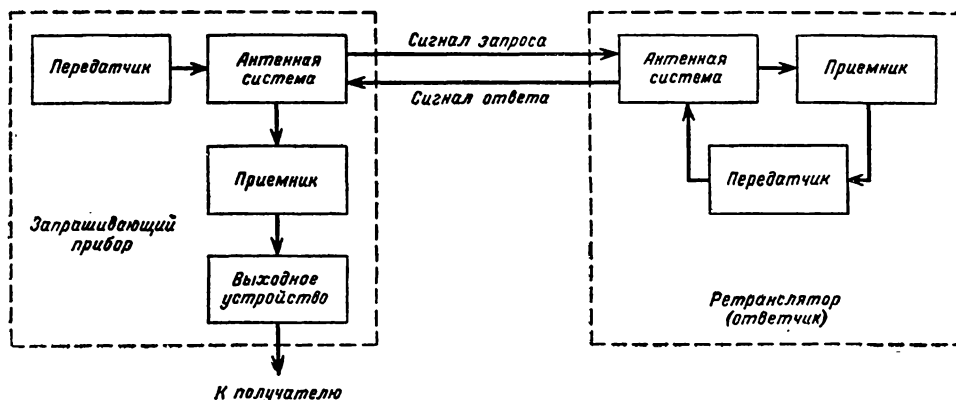 Передатчик
Антенная
система
Сигнал запроса
Сигнал ответа
Антенная
система
Приемник
Передатчик
Приемник
Запрашивающий
прибор
Выходное
устройство
Ретранслятор
(ответчик)
К получателю